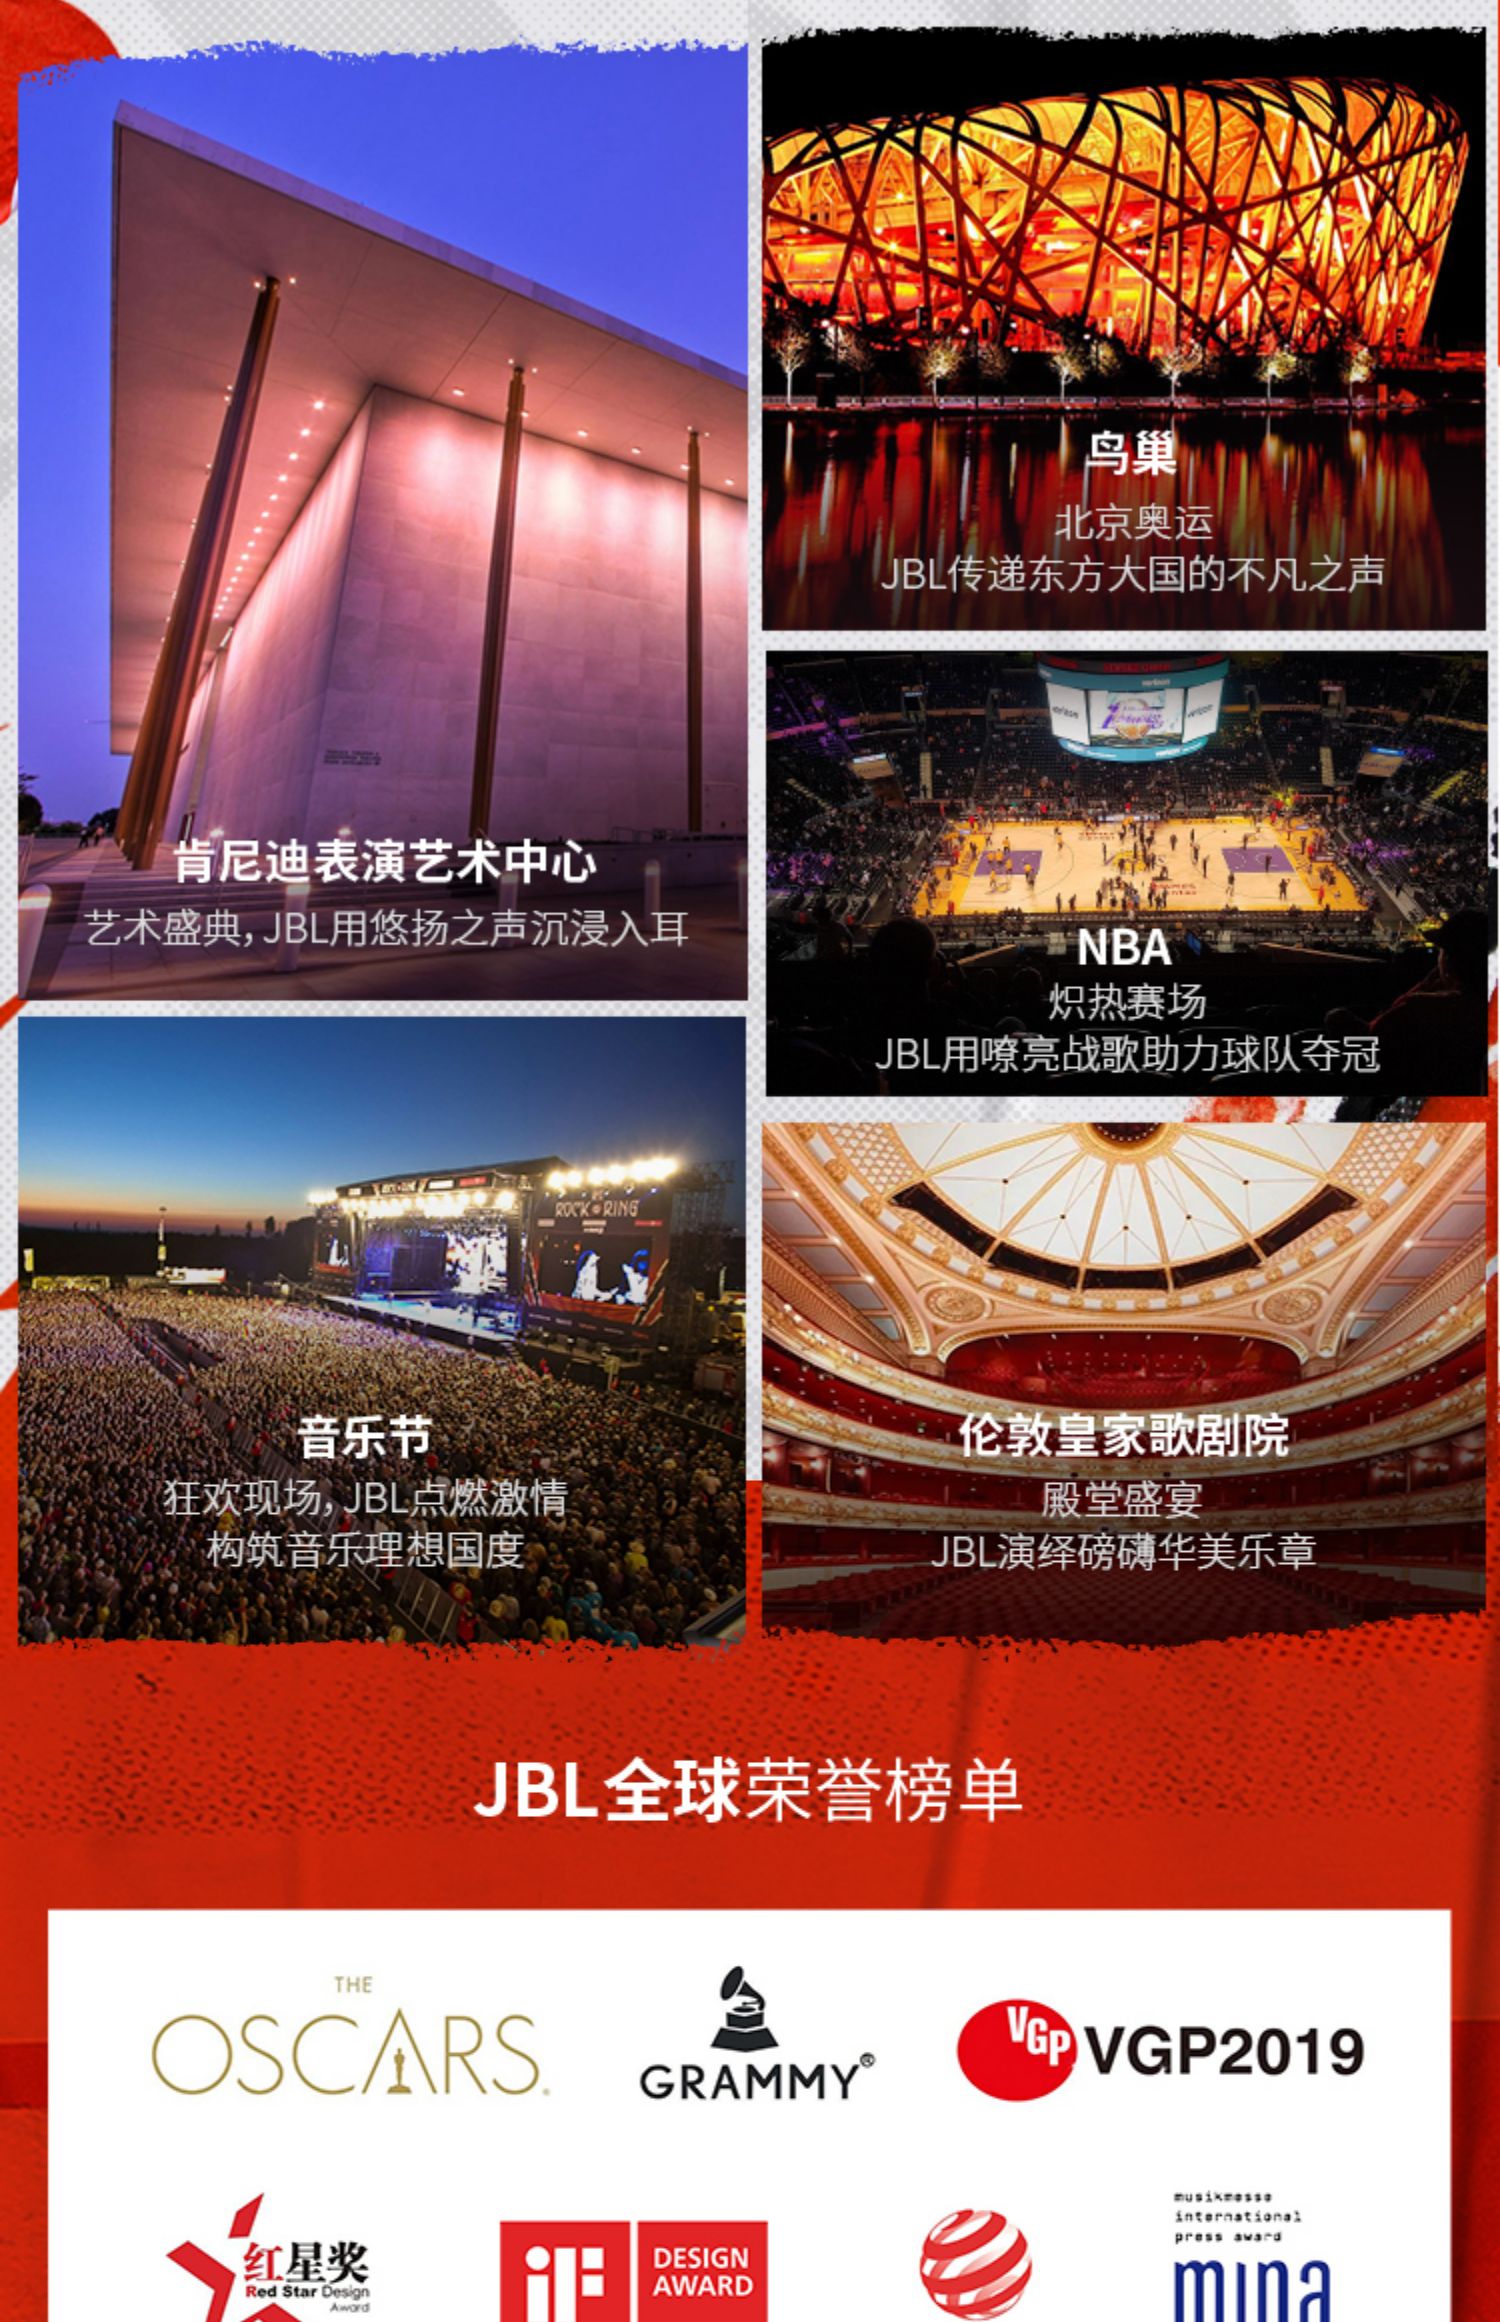 肯尼迪表演艺术中心
艺术盛典，JBL用悠扬之声沉浸入耳
鸟巢
北京奥运
JBL传递东方大国的不凡之声
verizon
NBA
炽热赛场
JBL用嘹亮战歌助力球队夺冠
ROCK RING
音乐节
狂欢现场，JBL点燃激情
构筑音乐理想国度
伦敦皇家歌剧院
殿堂盛宴
JBL演绎磅礴华美乐章
JBL全球荣誉榜单
THE
OSCARS
GRAMMY®
VGP VGP2019
红星奖
Red Star Design
Award
iF DESIGN
AWARD
musikmesse
international
press award
mipa